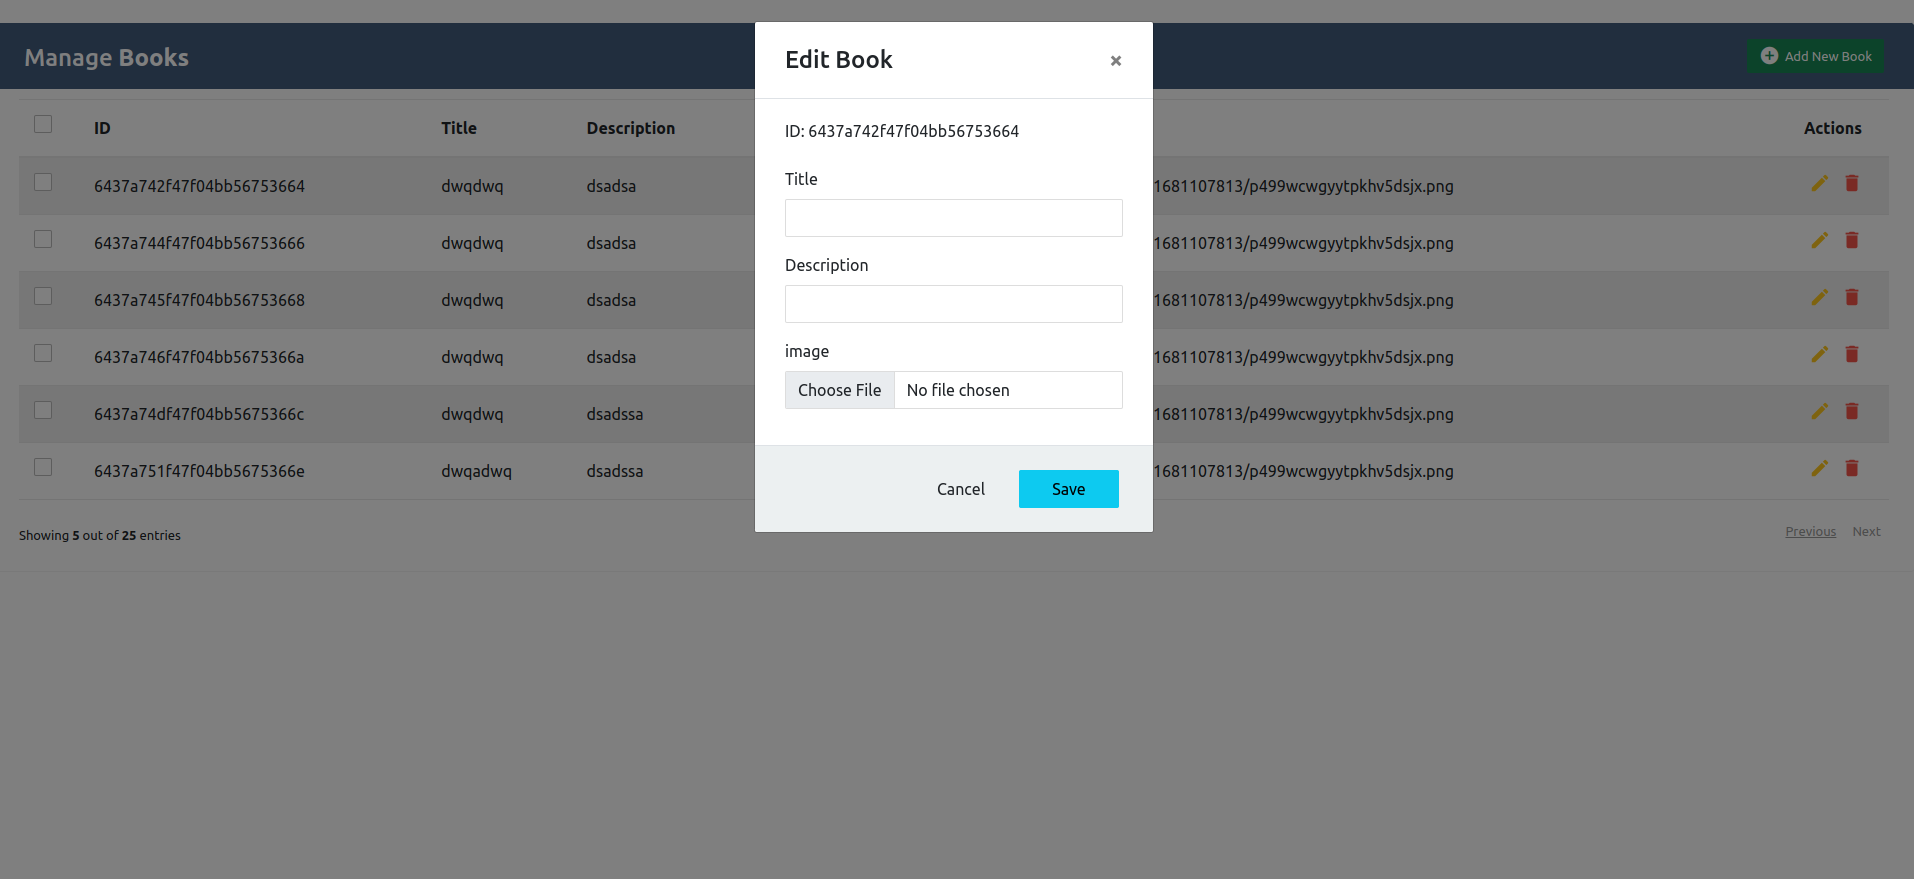 Manage Books
Add New Book
ID Title Description Actions
6437a742f47f04bb56753664 dwqdwq dsadsa 1681107813/p499wcwgyytpkhv5dsjx.png
6437a744f47f04bb56753666 dwqdwq dsadsa 1681107813/p499wcwgyytpkhv5dsjx.png
6437a745f47f04bb56753668 dwqdwq dsadsa 1681107813/p499wcwgyytpkhv5dsjx.png
6437a746f47f04bb5675366a dwqdwq dsadsa 1681107813/p499wcwgyytpkhv5dsjx.png
6437a74df47f04bb5675366c dwqdwq dsadssa 1681107813/p499wcwgyytpkhv5dsjx.png
6437a751f47f04bb5675366e dwqadwq dsadssa 1681107813/p499wcwgyytpkhv5dsjx.png
Showing 5 out of 25 entries
Previous Next
Edit Book ×
ID: 6437a742f47f04bb56753664
Title
Description
image
Choose File No file chosen
Cancel Save